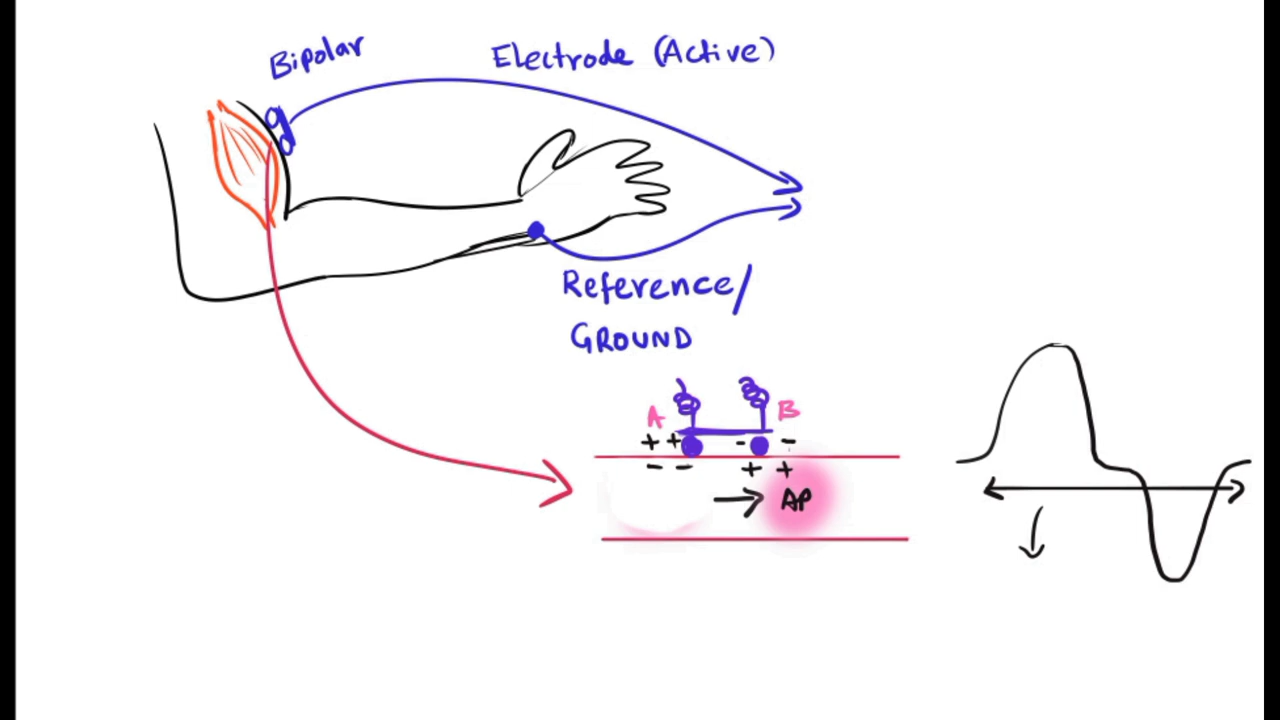 Bipolar
Electrode (Active)
Reference/
GROUND
A B
+ + - -
- - + +
AP